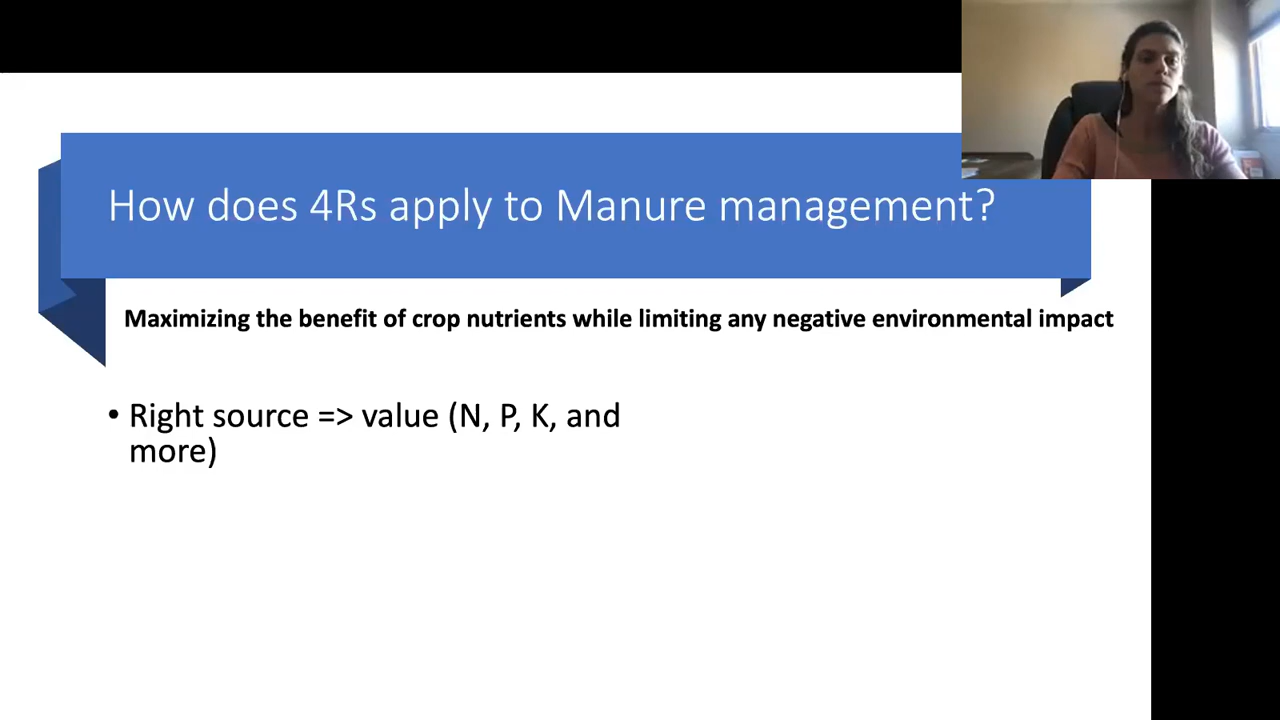 How does 4Rs apply to Manure management?
Maximizing the benefit of crop nutrients while limiting any negative environmental impact
• Right source => value (N, P, K, and
more)